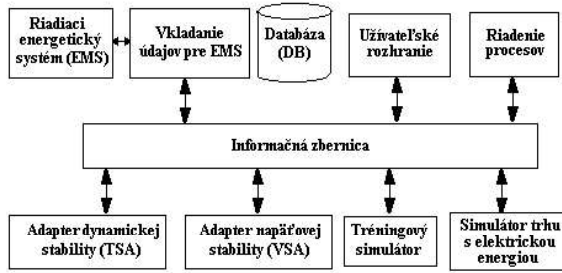 Riadiaci
energetický
systém (EMS)
Vkladanie
údajov pre EMS
Databáza
(DB)
Užívateľské
rozhranie
Riadenie
procesov
Informačná zbernica
Adapter dynamickej
stability (TSA)
Adapter napäťovej
stability (VSA)
Tréningový
simulátor
Simulátor trhu
s elektrickou
energiou